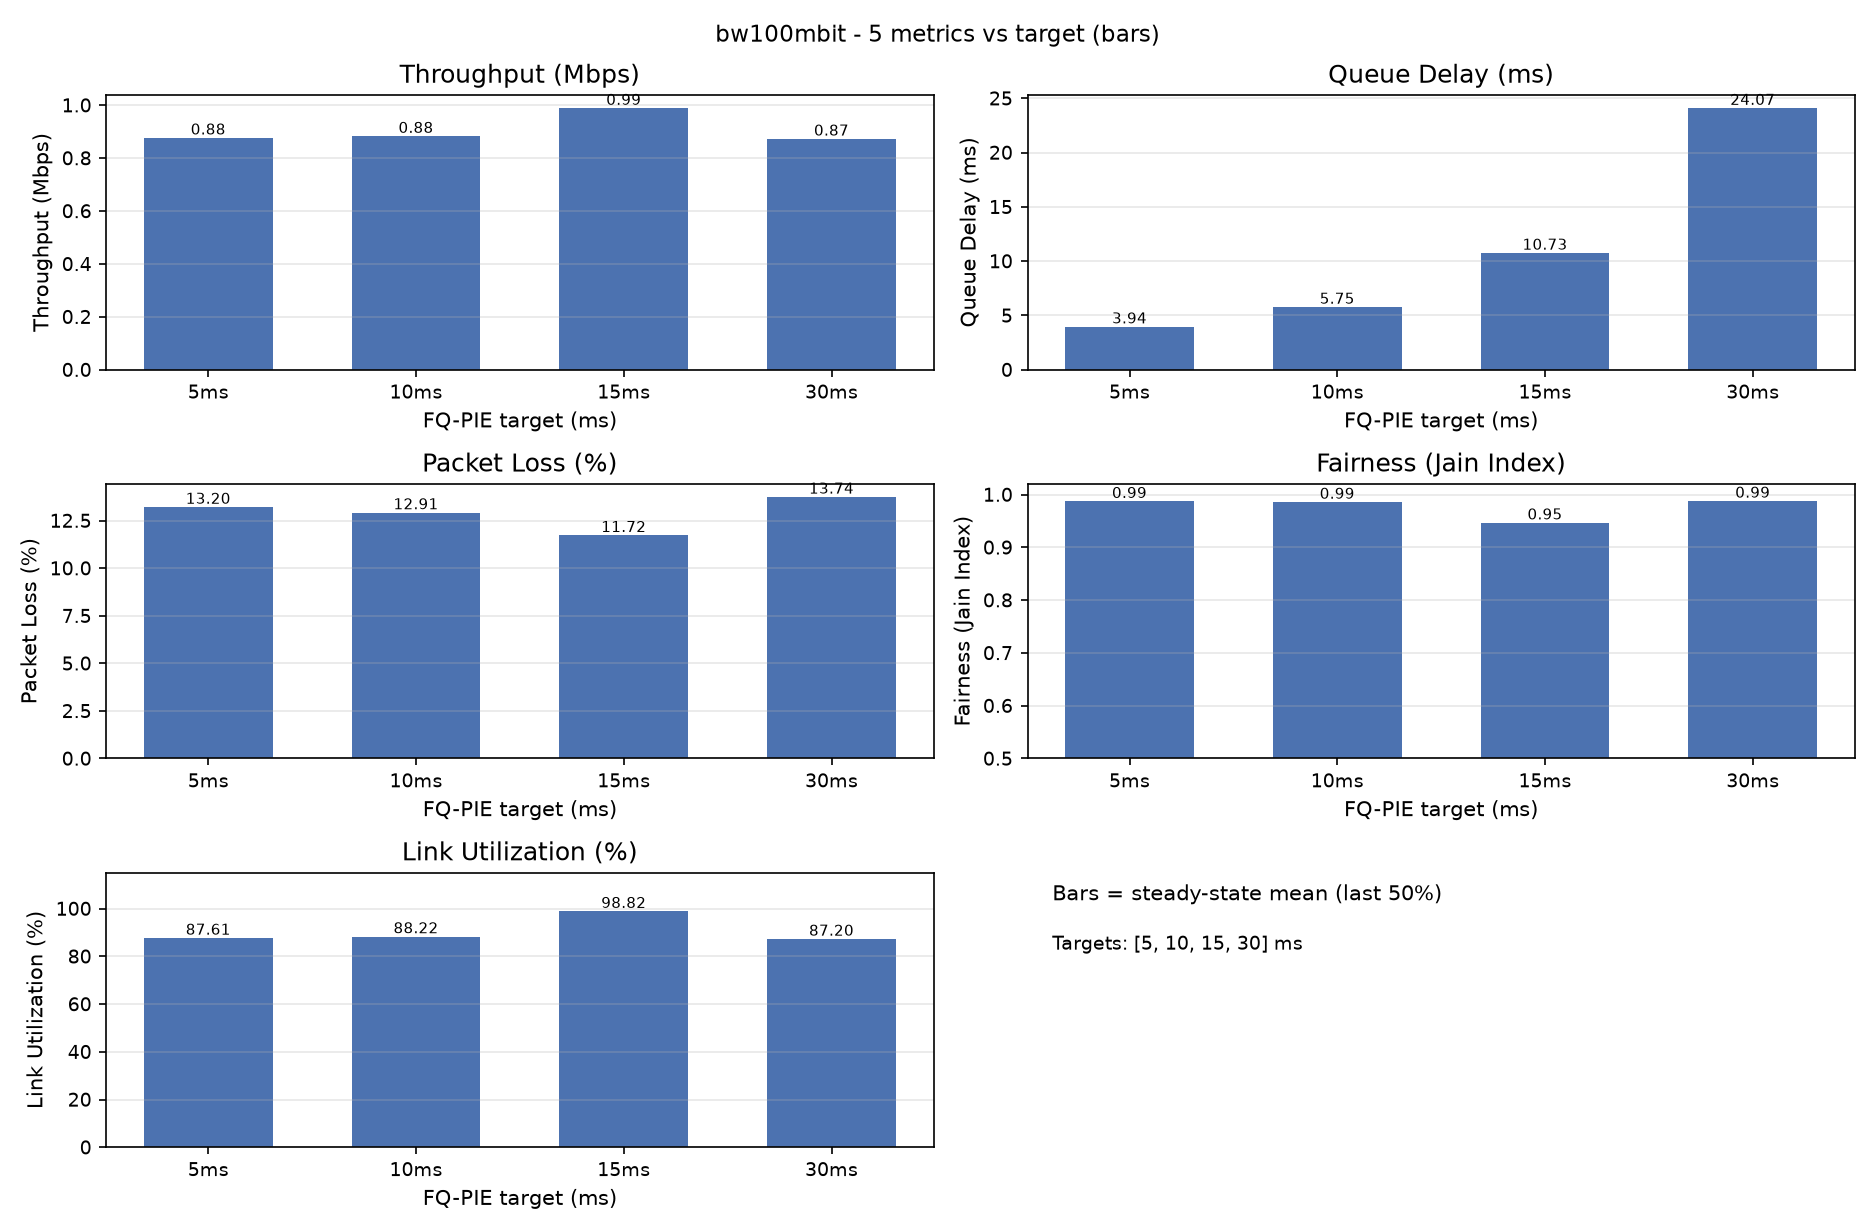 bw100mbit - 5 metrics vs target (bars)
Throughput (Mbps)
Throughput (Mbps)
1.0
0.8
0.6
0.4
0.2
0.0
0.88
0.88
0.99
0.87
5ms
10ms
15ms
30ms
FQ-PIE target (ms)
Queue Delay (ms)
Queue Delay (ms)
25
20
15
10
5
0
3.94
5.75
10.73
24.07
5ms
10ms
15ms
30ms
FQ-PIE target (ms)
Packet Loss (%)
Packet Loss (%)
12.5
10.0
7.5
5.0
2.5
0.0
13.20
12.91
11.72
13.74
5ms
10ms
15ms
30ms
FQ-PIE target (ms)
Fairness (Jain Index)
Fairness (Jain Index)
1.0
0.9
0.8
0.7
0.6
0.5
0.99
0.99
0.95
0.99
5ms
10ms
15ms
30ms
FQ-PIE target (ms)
Link Utilization (%)
Link Utilization (%)
100
80
60
40
20
0
87.61
88.22
98.82
87.20
5ms
10ms
15ms
30ms
FQ-PIE target (ms)
Bars = steady-state mean (last 50%)
Targets: [5, 10, 15, 30] ms